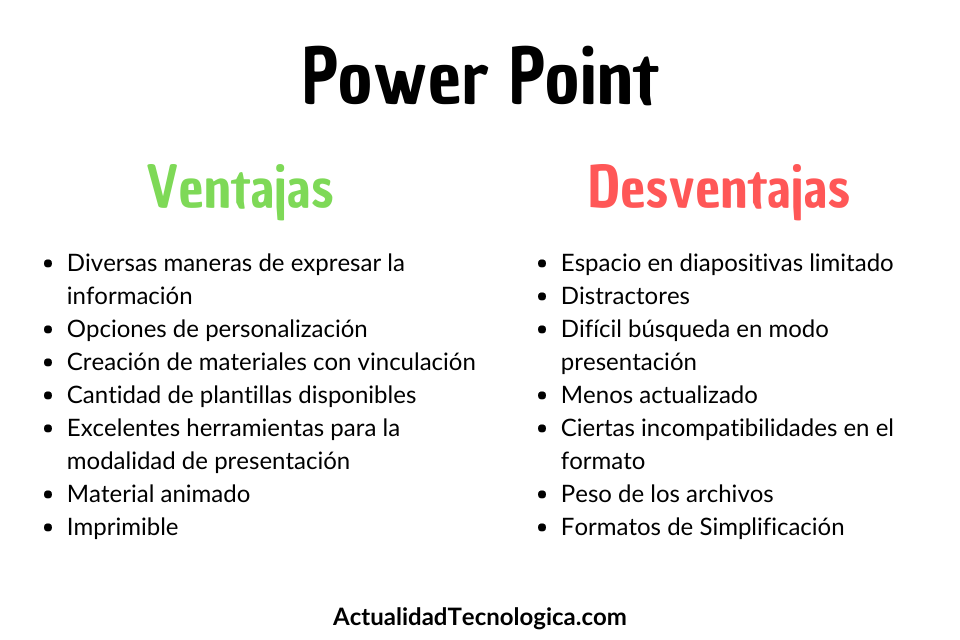 Power Point
Ventajas
• Diversas maneras de expresar la
información
• Opciones de personalización
• Creación de materiales con vinculación
• Cantidad de plantillas disponibles
• Excelentes herramientas para la
modalidad de presentación
• Material animado
• Imprimible
Desventajas
• Espacio en diapositivas limitado
• Distractores
• Difícil búsqueda en modo
presentación
• Menos actualizado
• Ciertas incompatibilidades en el
formato
• Peso de los archivos
• Formatos de Simplificación
ActualidadTecnologica.com